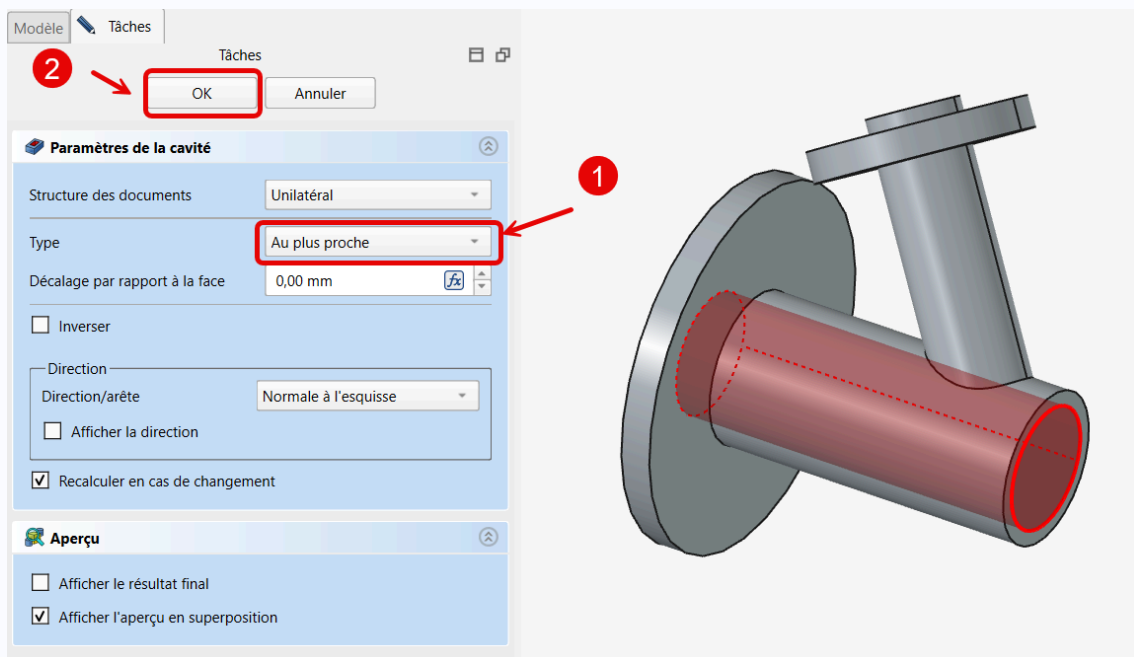 Modèle Tâches
Tâches
2
OK Annuler
Paramètres de la cavité
1
Structure des documents Unilatéral
Type Au plus proche
Décalage par rapport à la face 0,00 mm fx
Inverser
Direction
Direction/arête Normale à l'esquisse
Afficher la direction
Recalculer en cas de changement
Aperçu
Afficher le résultat final
Afficher l'aperçu en superposition